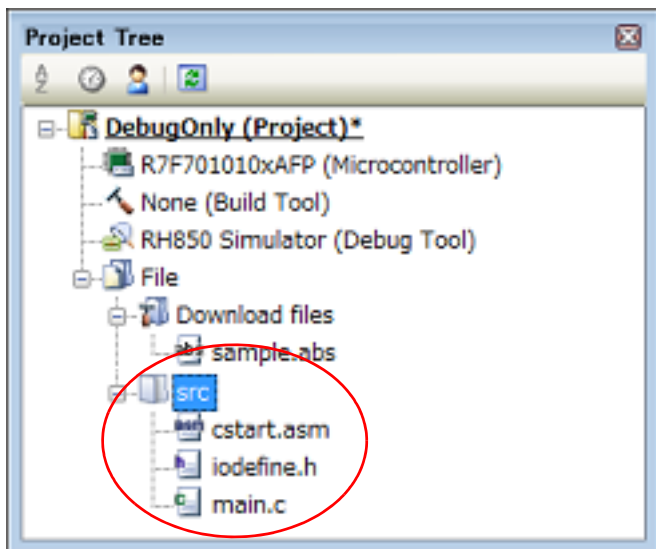 Project Tree
DebugOnly (Project)*
R7F701010xAFP (Microcontroller)
None (Build Tool)
RH850 Simulator (Debug Tool)
File
Download files
sample.abs
src
cstart.asm
iodefine.h
main.c